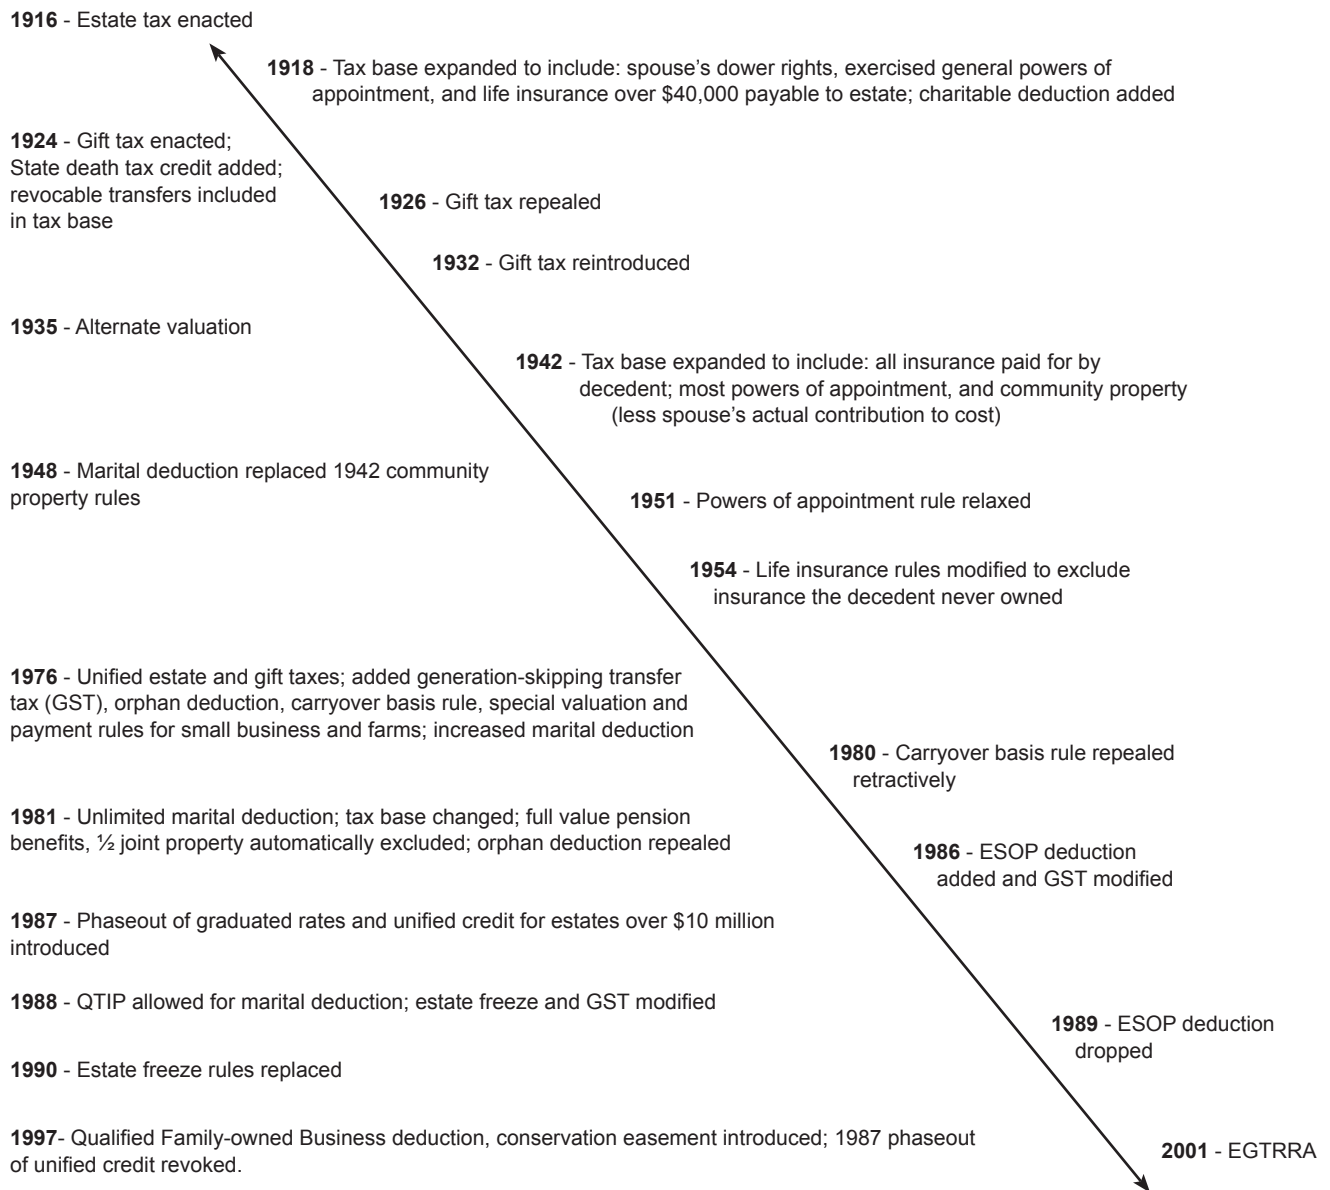 1916 - Estate tax enacted
1918 - Tax base expanded to include: spouse's dower rights, exercised general powers of
appointment, and life insurance over $40,000 payable to estate; charitable deduction added
1924 - Gift tax enacted;
State death tax credit added;
revocable transfers included
in tax base
1926 - Gift tax repealed
1932 - Gift tax reintroduced
1935 - Alternate valuation
1942 - Tax base expanded to include: all insurance paid for by
decedent; most powers of appointment, and community property
(less spouse's actual contribution to cost)
1948 - Marital deduction replaced 1942 community
property rules
1951 - Powers of appointment rule relaxed
1954 - Life insurance rules modified to exclude
insurance the decedent never owned
1976 - Unified estate and gift taxes; added generation-skipping transfer
tax (GST), orphan deduction, carryover basis rule, special valuation and
payment rules for small business and farms; increased marital deduction
1980 - Carryover basis rule repealed
retractively
1981 - Unlimited marital deduction; tax base changed; full value pension
benefits, ½ joint property automatically excluded; orphan deduction repealed
1986 - ESOP deduction
added and GST modified
1987 - Phaseout of graduated rates and unified credit for estates over $10 million
introduced
1988 - QTIP allowed for marital deduction; estate freeze and GST modified
1989 - ESOP deduction
dropped
1990 - Estate freeze rules replaced
1997- Qualified Family-owned Business deduction, conservation easement introduced; 1987 phaseout
of unified credit revoked.
2001 - EGTRRA